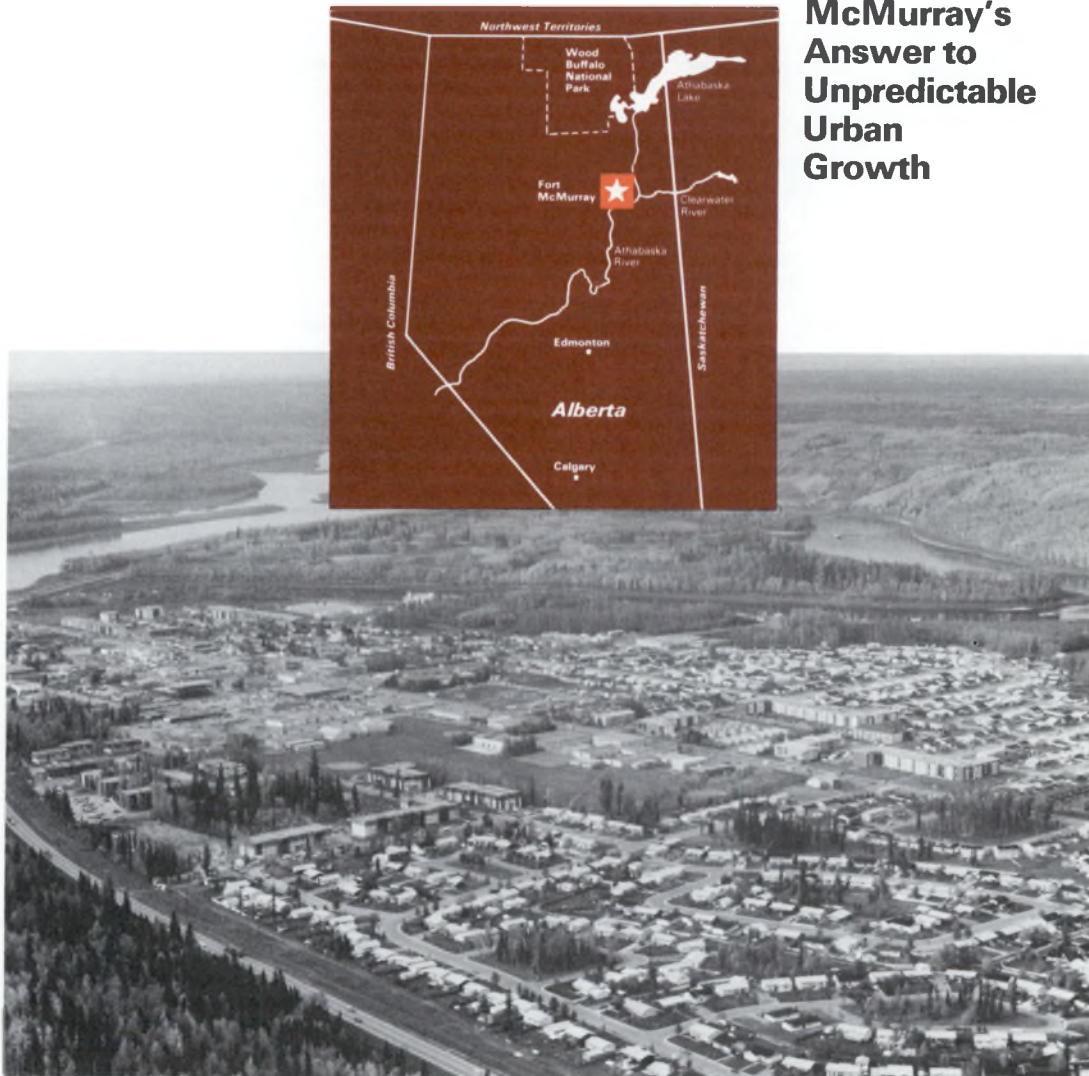 McMurray's
Answer to
Unpredictable
Urban
Growth
Northwest Territories
Wood
Buffalo
National
Park
Athabaska
Lake
Fort
McMurray
Clearwater
River
Athabaska
River
British Columbia
Saskatchewan
Edmonton
Alberta
Calgary